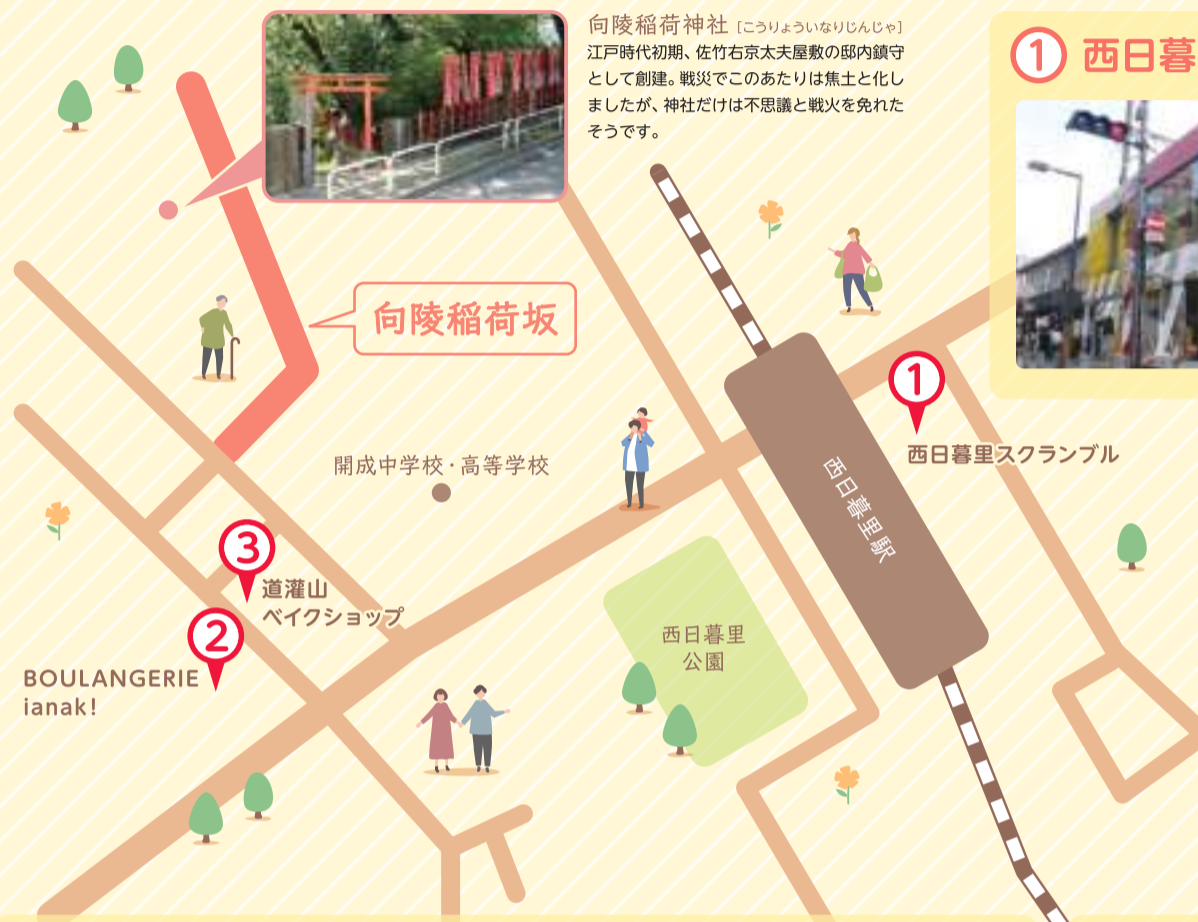 向陵稲荷神社 [こうりょういなりじんじゃ]
江戸時代初期、佐竹右京太夫屋敷の邸内鎮守
として創建。戦災でこのあたりは焦土と化し
ましたが、神社だけは不思議と戦火を免れた
そうです。
① 西日暮
向陵稲荷坂
1
西日暮里スクランブル
開成中学校・高等学校
西日暮里駅
3
道灌山
ベイクショップ
2
BOULANGERIE
ianak!
西日暮里
公園